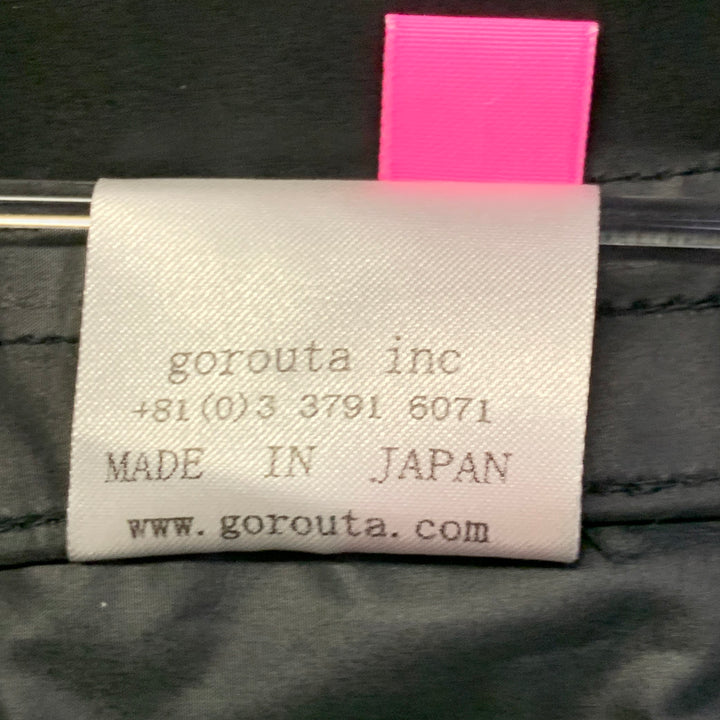 gorouta inc
+81(0)3 3791 6071
MADE IN JAPAN
www.gorouta.com